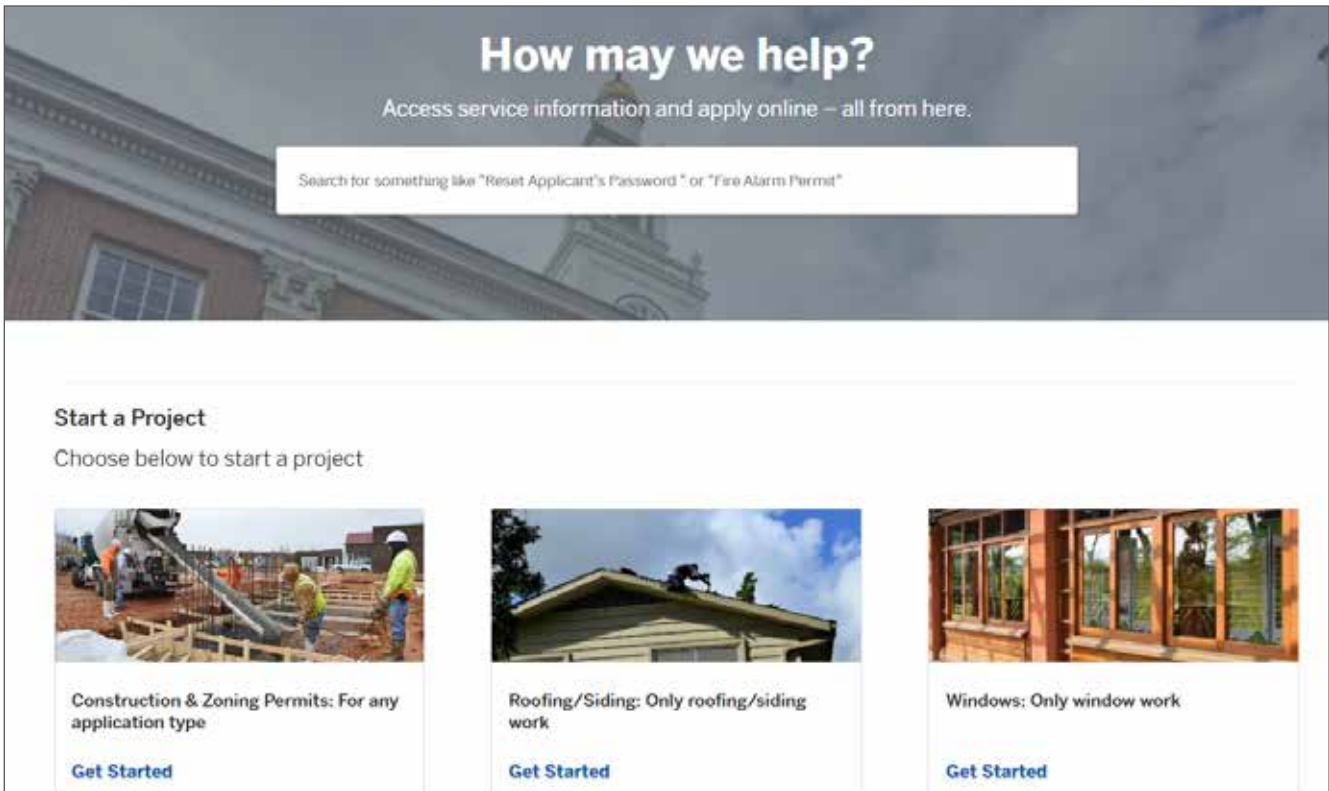 How may we help?
Access service information and apply online – all from here.
Search for something like "Reset Applicant's Password " or "Fire Alarm Permit"
Start a Project
Choose below to start a project
Construction & Zoning Permits: For any
application type
Get Started
Roofing/Siding: Only roofing/siding
work
Get Started
Windows: Only window work
Get Started